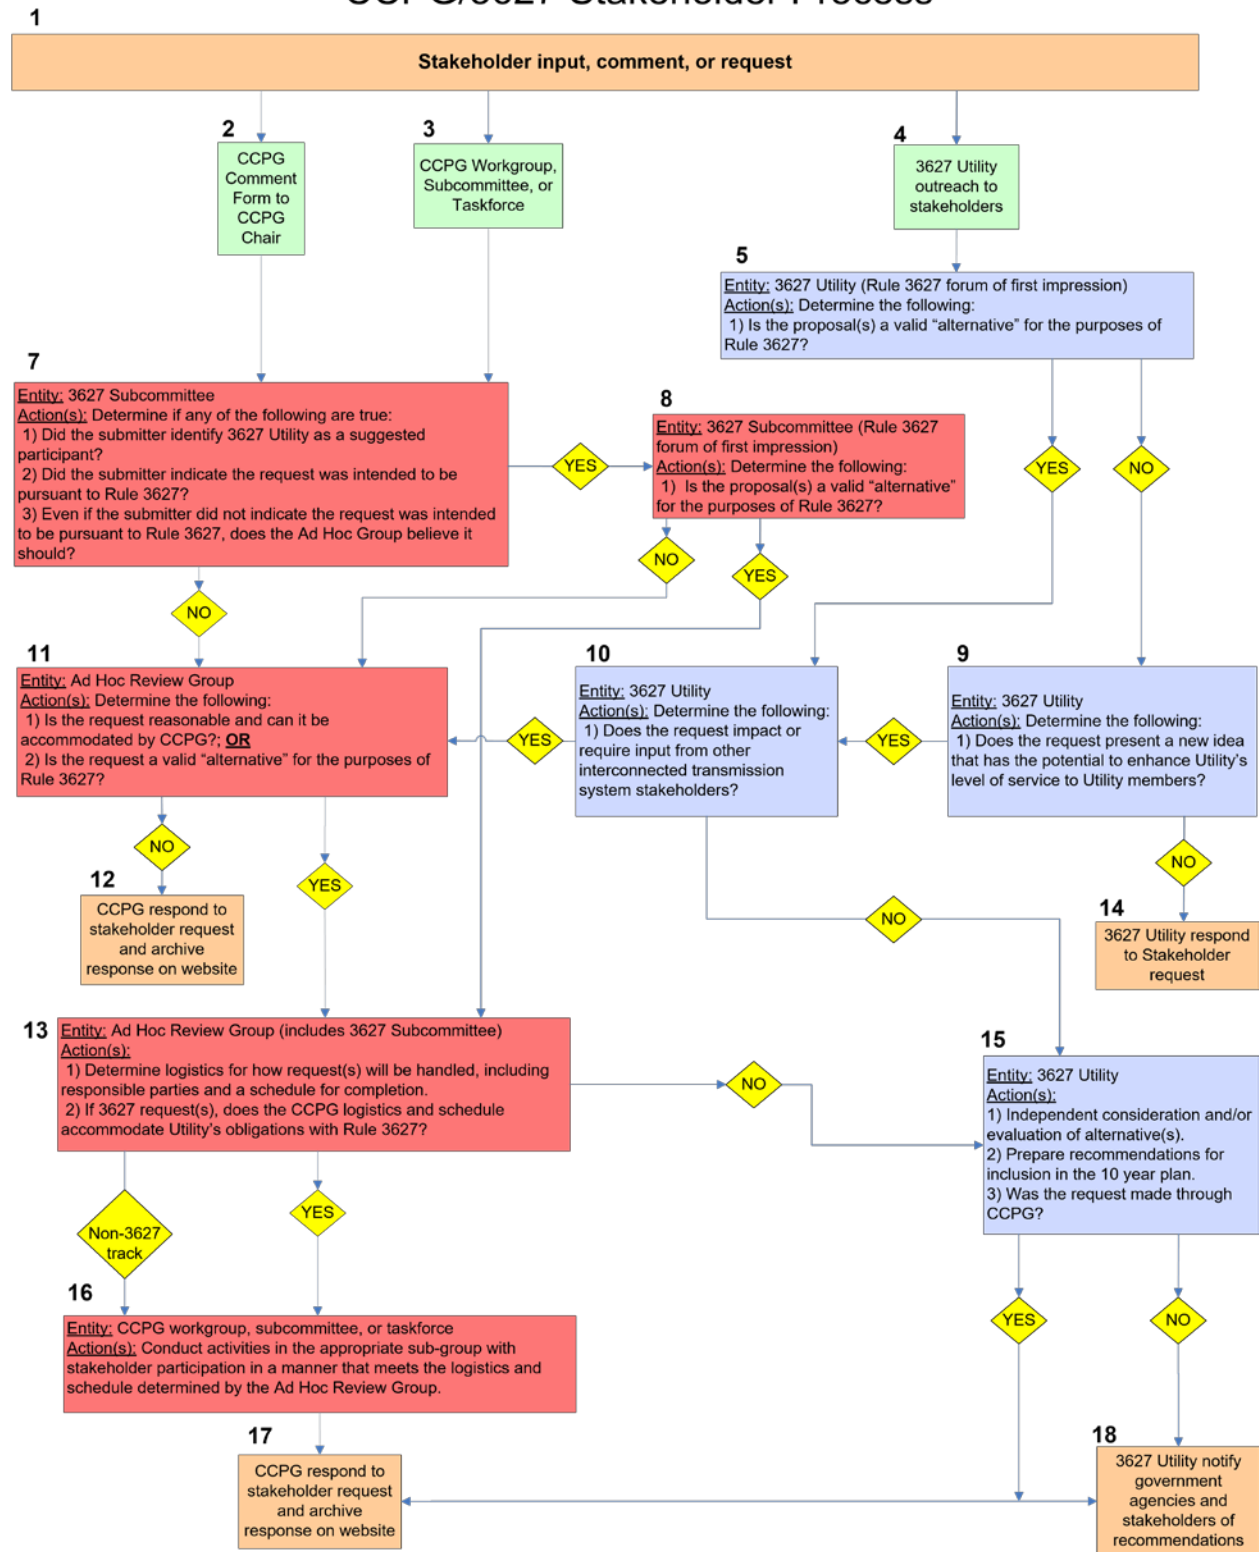 1
Stakeholder input, comment, or request
2
CCPG
Comment
Form to
CCPG
Chair
3
CCPG Workgroup,
Subcommittee, or
Taskforce
4
3627 Utility
outreach to
stakeholders
5
Entity: 3627 Utility (Rule 3627 forum of first impression)
Action(s): Determine the following:
1) Is the proposal(s) a valid “alternative” for the purposes of
Rule 3627?
7
Entity: 3627 Subcommittee
Action(s): Determine if any of the following are true:
1) Did the submitter identify 3627 Utility as a suggested
participant?
2) Did the submitter indicate the request was intended to be
pursuant to Rule 3627?
3) Even if the submitter did not indicate the request was intended
to be pursuant to Rule 3627, does the Ad Hoc Group believe it
should?
YES
8
Entity: 3627 Subcommittee (Rule 3627
forum of first impression)
Action(s): Determine the following:
1) Is the proposal(s) a valid “alternative”
for the purposes of Rule 3627?
YES
NO
NO
YES
NO
11
Entity: Ad Hoc Review Group
Action(s): Determine the following:
1) Is the request reasonable and can it be
accommodated by CCPG?; OR
2) Is the request a valid “alternative” for the purposes of
Rule 3627?
YES
10
Entity: 3627 Utility
Action(s): Determine the following:
1) Does the request impact or
require input from other
interconnected transmission
system stakeholders?
YES
9
Entity: 3627 Utility
Action(s): Determine the following:
1) Does the request present a new idea
that has the potential to enhance Utility’s
level of service to Utility members?
NO
YES
NO
NO
12
CCPG respond to
stakeholder request
and archive
response on website
14
3627 Utility respond
to Stakeholder
request
13
Entity: Ad Hoc Review Group (includes 3627 Subcommittee)
Action(s):
1) Determine logistics for how request(s) will be handled, including
responsible parties and a schedule for completion.
2) If 3627 request(s), does the CCPG logistics and schedule
accommodate Utility’s obligations with Rule 3627?
NO
15
Entity: 3627 Utility
Action(s):
1) Independent consideration and/or
evaluation of alternative(s).
2) Prepare recommendations for
inclusion in the 10 year plan.
3) Was the request made through
CCPG?
Non-3627
track
YES
YES
NO
16
Entity: CCPG workgroup, subcommittee, or taskforce
Action(s): Conduct activities in the appropriate sub-group with
stakeholder participation in a manner that meets the logistics and
schedule determined by the Ad Hoc Review Group.
17
CCPG respond to
stakeholder request
and archive
response on website
18
3627 Utility notify
government
agencies and
stakeholders of
recommendations